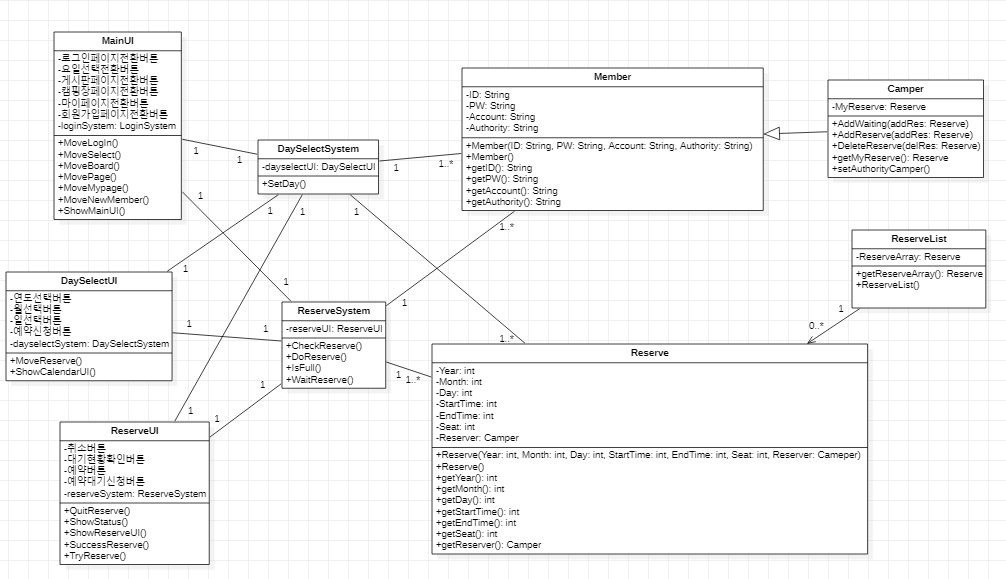 MainUI
-로그인페이지전환버튼
-요일선택전환버튼
-게시판페이지전환버튼
-캠핑장페이지전환버튼
-마이페이지전환버튼
-회원가입페이지전환버튼
-loginSystem: LoginSystem
+MoveLogIn()
+MoveSelect()
+MoveBoard()
+MovePage()
+MoveMypage()
+MoveNewMember()
+ShowMainUI()
1
1
1
1
DaySelectSystem
-dayselectUI: DaySelectUI
+SetDay()
1
1..*
1
1
1
Member
-ID: String
-PW: String
-Account: String
-Authority: String
+Member(ID: String, PW: String, Account: String, Authority: String)
+Member()
+getID(): String
+getPW(): String
+getAccount(): String
+getAuthority(): String
1..*
Camper
-MyReserve: Reserve
+AddWaiting(addRes: Reserve)
+AddReserve(addRes: Reserve)
+DeleteReserve(delRes: Reserve)
+getMyReserve(): Reserve
+setAuthorityCamper()
ReserveList
-ReserveArray: Reserve
+getReserveArray(): Reserve
+ReserveList()
1
0..*
DaySelectUI
-연도선택버튼
-월선택버튼
-일선택버튼
-예약신청버튼
-dayselectSystem: DaySelectSystem
+MoveReserve()
+ShowCalendarUI()
1
1
1
ReserveSystem
-reserveUI: ReserveUI
+CheckReserve()
+DoReserve()
+IsFull()
+WaitReserve()
1
1
1..*
1..*
1
Reserve
-Year: int
-Month: int
-Day: int
-StartTime: int
-EndTime: int
-Seat: int
-Reserver: Camper
+Reserve(Year: int, Month: int, Day: int, StartTime: int, EndTime: int, Seat: int, Reserver: Cameper)
+Reserve()
+getYear(): int
+getMonth(): int
+getDay(): int
+getStartTime(): int
+getEndTime(): int
+getSeat(): int
+getReserver(): Camper
1
1
ReserveUI
-취소버튼
-대기현황확인버튼
-예약버튼
-예약대기신청버튼
-reserveSystem: ReserveSystem
+QuitReserve()
+ShowStatus()
+ShowReserveUI()
+SuccessReserve()
+TryReserve()